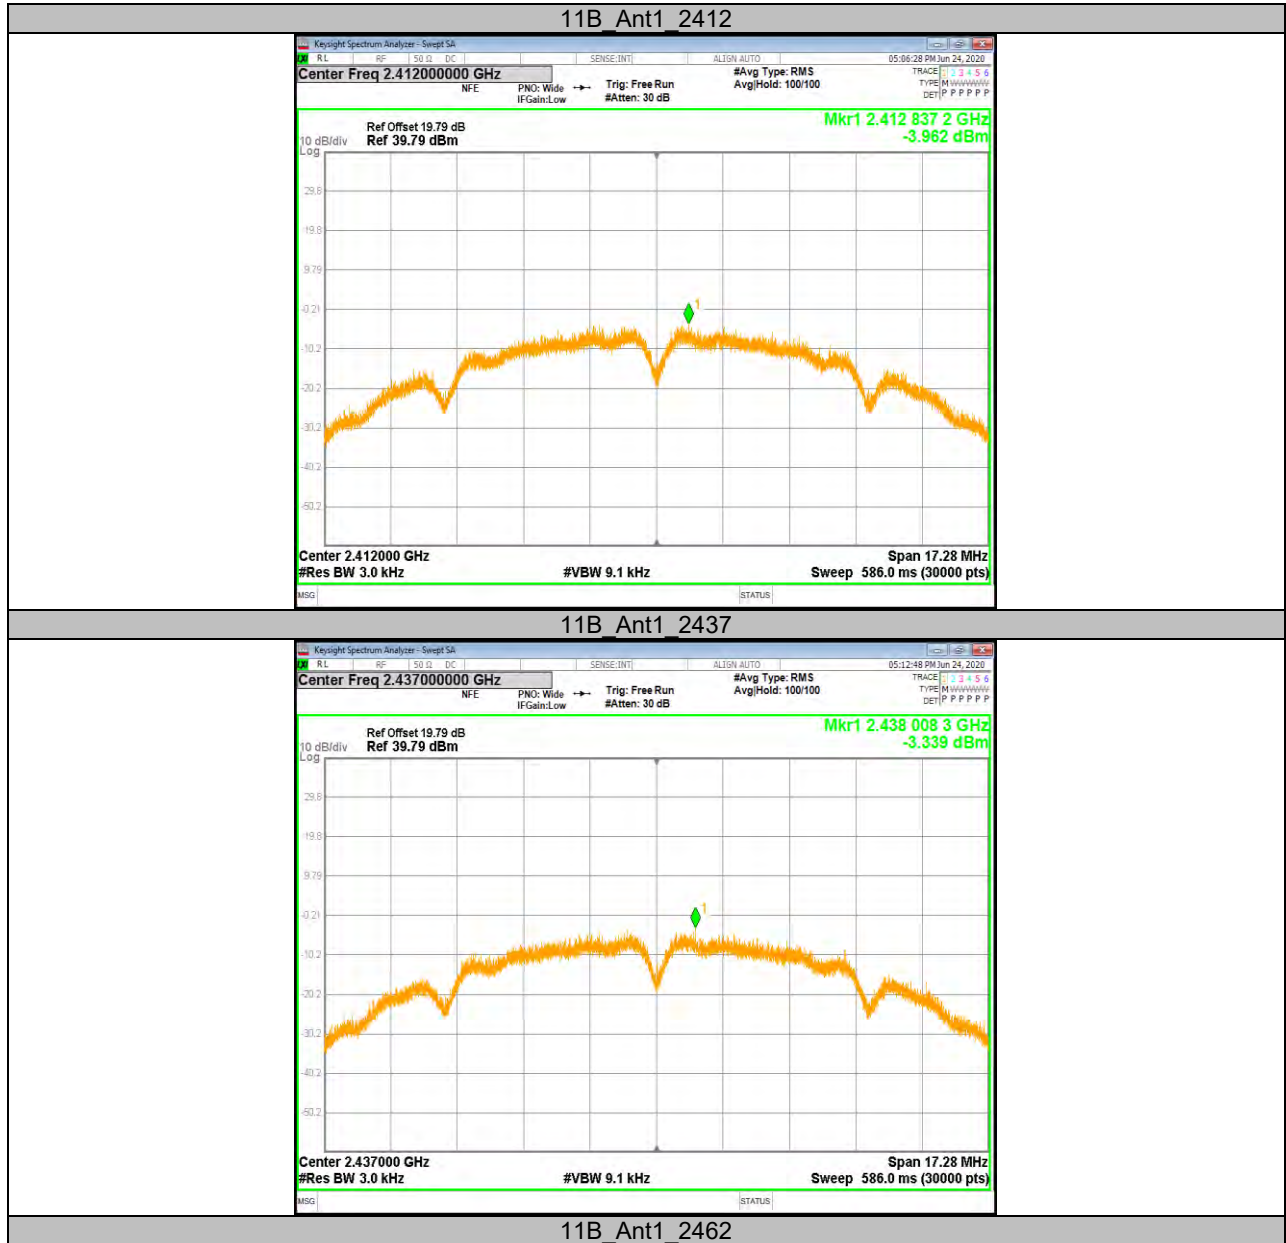 11B_Ant1_2412
Keysight Spectrum Analyzer - Swept SA
LXI RL RF 50 Ω DC SENSE:INT ALIGN AUTO 05:06:28 PM Jun 24, 2020
Center Freq 2.412000000 GHz #Avg Type: RMS TRACE 1 2 3 4 5 6
NFE PNO: Wide Trig: Free Run Avg|Hold: 100/100 TYPE M WWWWW
IFGain:Low #Atten: 30 dB DET P P P P P P
Mkr1 2.412 837 2 GHz
-3.962 dBm
Ref Offset 19.79 dB
10 dB/div Ref 39.79 dBm
Log
29.8
19.8
9.79
1
-0.21
-10.2
-20.2
-30.2
-40.2
-50.2
Center 2.412000 GHz Span 17.28 MHz
#Res BW 3.0 kHz #VBW 9.1 kHz Sweep 586.0 ms (30000 pts)
MSG STATUS
11B_Ant1_2437
Keysight Spectrum Analyzer - Swept SA
LXI RL RF 50 Ω DC SENSE:INT ALIGN AUTO 05:12:48 PM Jun 24, 2020
Center Freq 2.437000000 GHz #Avg Type: RMS TRACE 1 2 3 4 5 6
NFE PNO: Wide Trig: Free Run Avg|Hold: 100/100 TYPE M WWWWW
IFGain:Low #Atten: 30 dB DET P P P P P P
Mkr1 2.438 008 3 GHz
-3.339 dBm
Ref Offset 19.79 dB
10 dB/div Ref 39.79 dBm
Log
29.8
19.8
9.79
1
-0.21
-10.2
-20.2
-30.2
-40.2
-50.2
Center 2.437000 GHz Span 17.28 MHz
#Res BW 3.0 kHz #VBW 9.1 kHz Sweep 586.0 ms (30000 pts)
MSG STATUS
11B_Ant1_2462